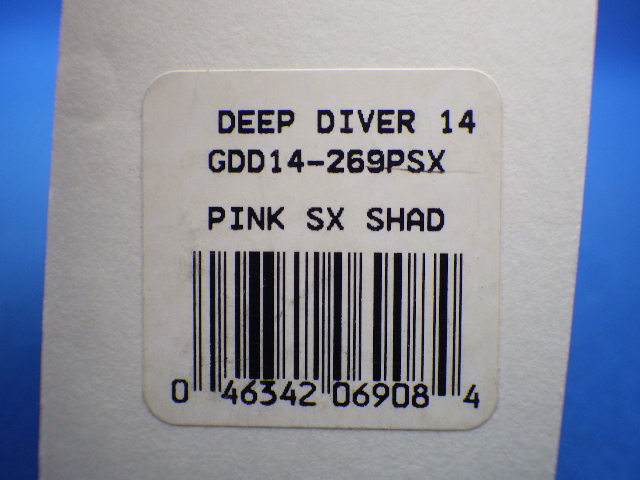 DEEP DIVER 14
GDD14-269PSX
PINK SX SHAD
0 46342 06908 4